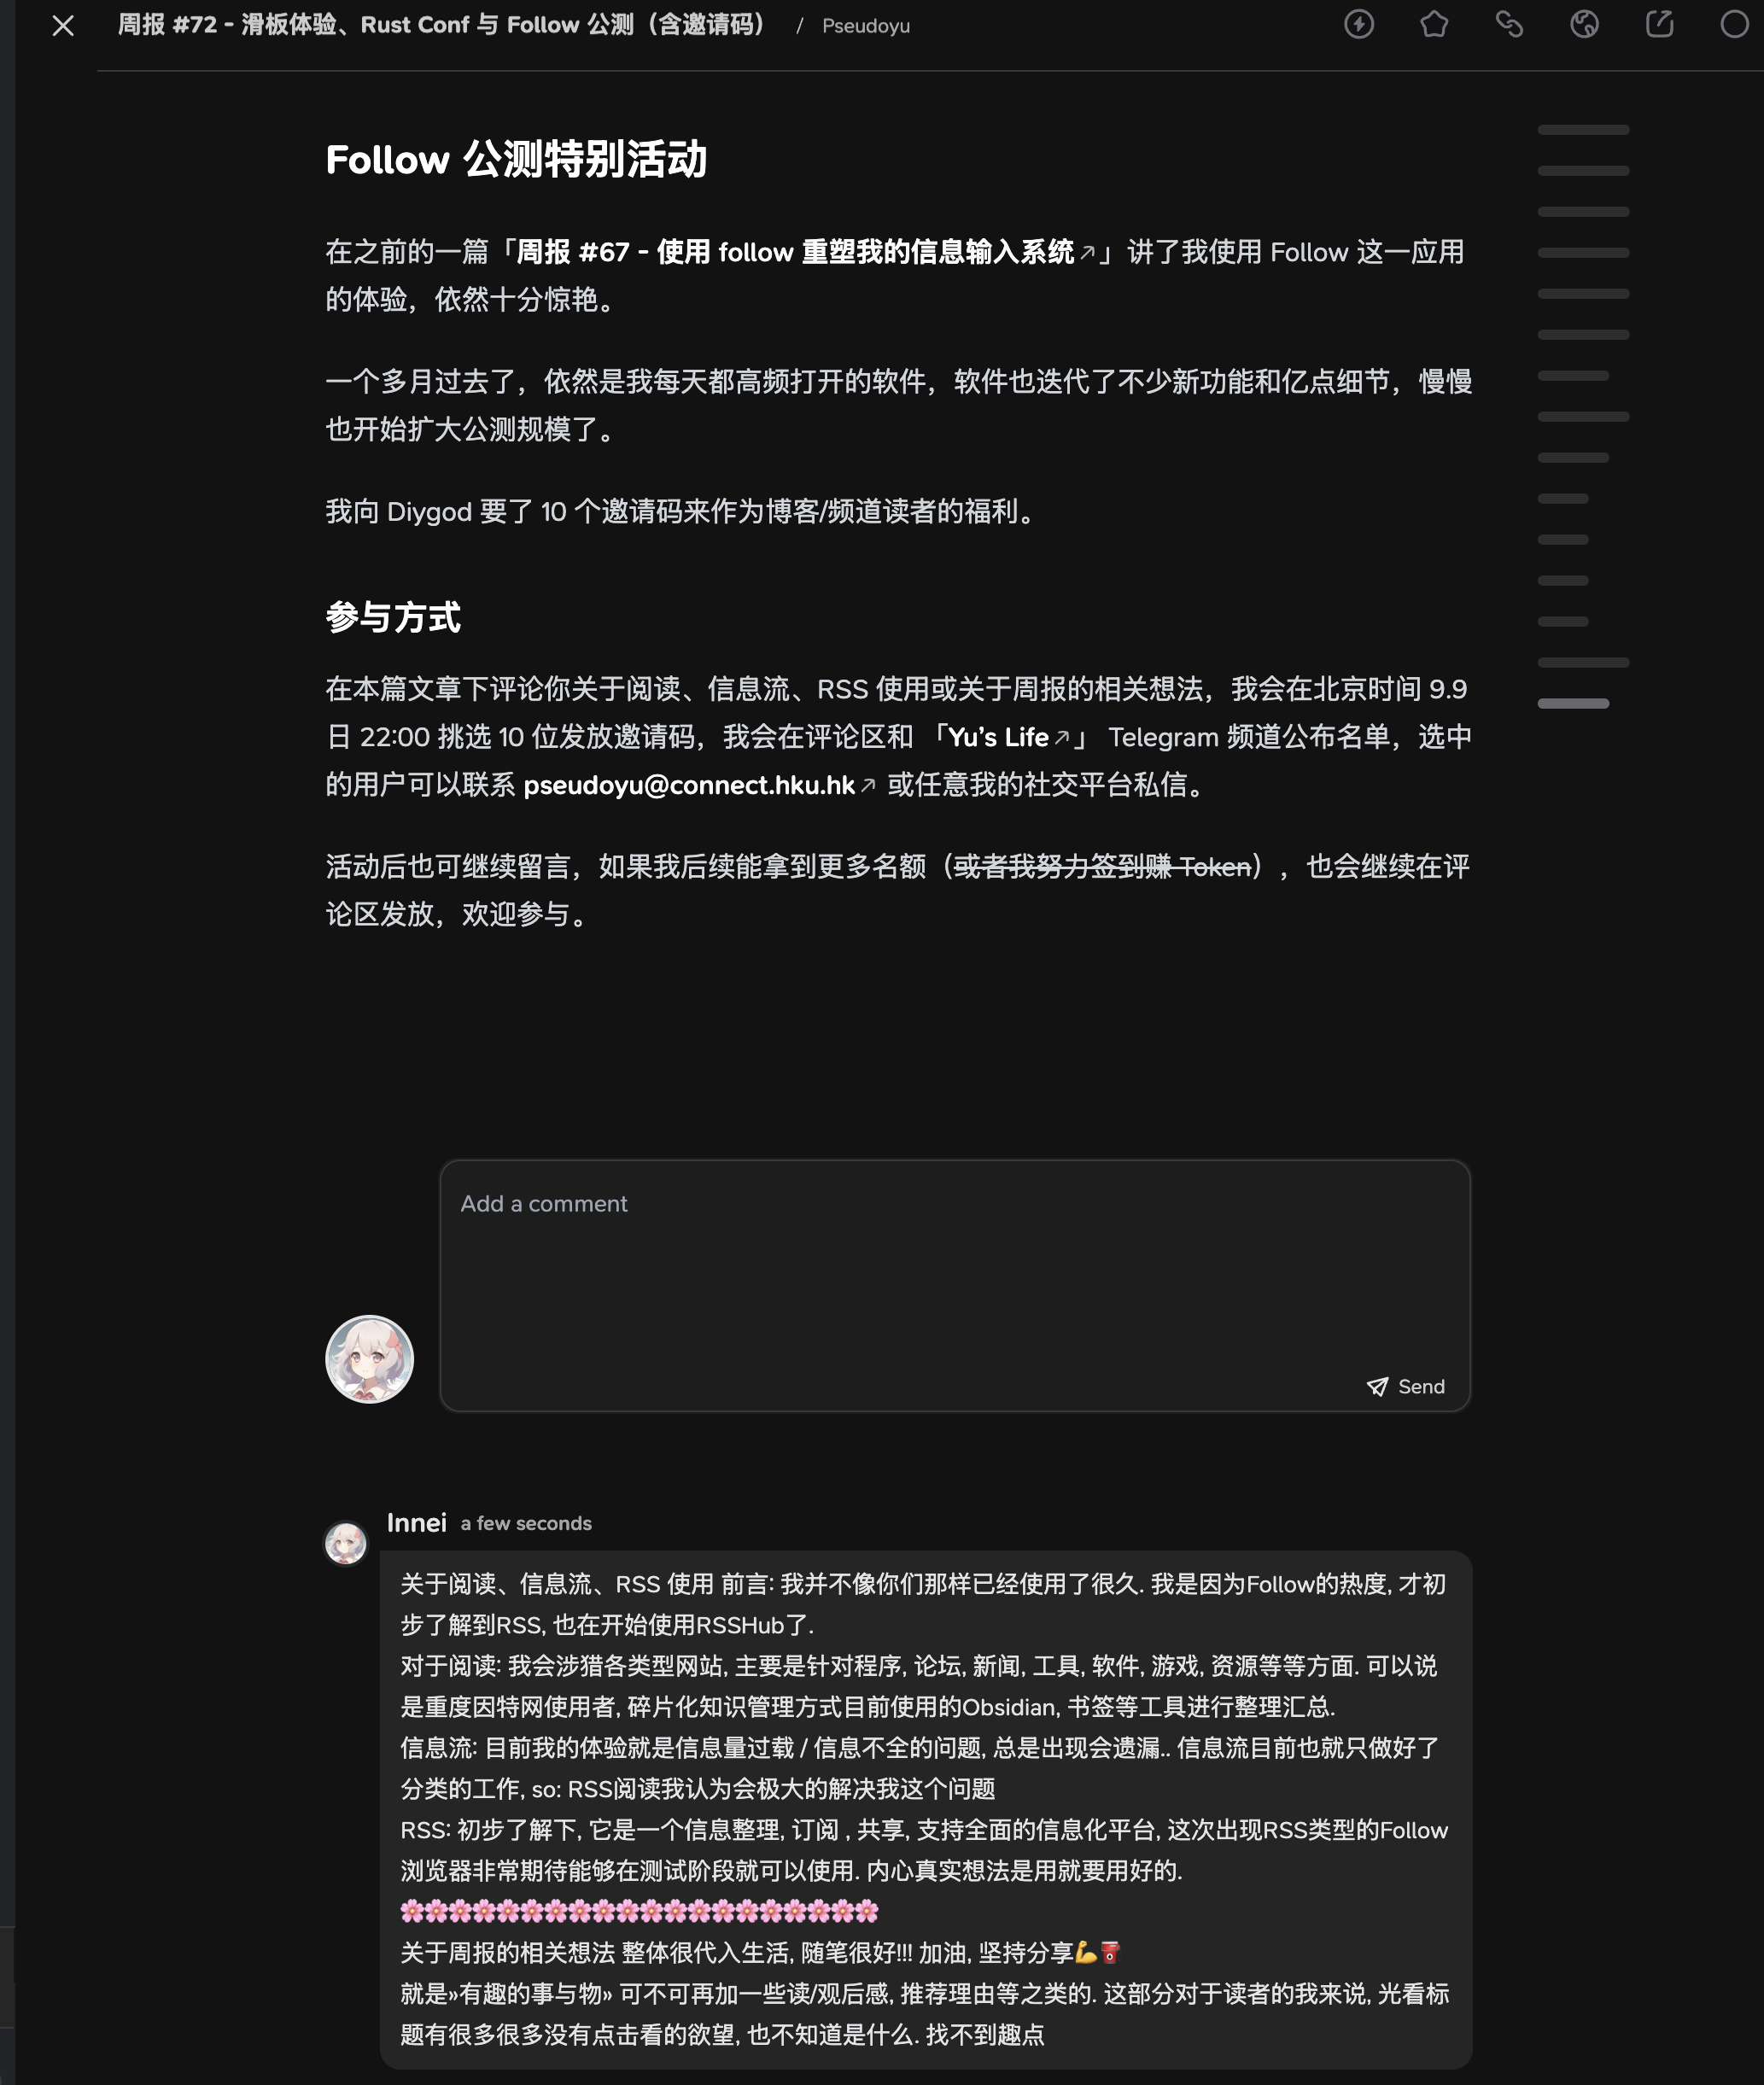 周报 #72 - 滑板体验、Rust Conf 与 Follow 公测（含邀请码） / Pseudoyu
Follow 公测特别活动
在之前的一篇「周报 #67 - 使用 follow 重塑我的信息输入系统↗」讲了我使用 Follow 这一应用
的体验，依然十分惊艳。
一个多月过去了，依然是我每天都高频打开的软件，软件也迭代了不少新功能和亿点细节，慢慢
也开始扩大公测规模了。
我向 Diygod 要了 10 个邀请码来作为博客/频道读者的福利。
参与方式
在本篇文章下评论你关于阅读、信息流、RSS 使用或关于周报的相关想法，我会在北京时间 9.9
日 22:00 挑选 10 位发放邀请码，我会在评论区和 「Yu’s Life↗」 Telegram 频道公布名单，选中
的用户可以联系 pseudoyu@connect.hku.hk↗ 或任意我的社交平台私信。
活动后也可继续留言，如果我后续能拿到更多名额（或者我努力签到赚 Token），也会继续在评
论区发放，欢迎参与。
Add a comment
Send
Innei a few seconds
关于阅读、信息流、RSS 使用 前言: 我并不像你们那样已经使用了很久. 我是因为Follow的热度, 才初
步了解到RSS, 也在开始使用RSSHub了.
对于阅读: 我会涉猎各类型网站, 主要是针对程序, 论坛, 新闻, 工具, 软件, 游戏, 资源等等方面. 可以说
是重度因特网使用者, 碎片化知识管理方式目前使用的Obsidian, 书签等工具进行整理汇总.
信息流: 目前我的体验就是信息量过载 / 信息不全的问题, 总是出现会遗漏.. 信息流目前也就只做好了
分类的工作, so: RSS阅读我认为会极大的解决我这个问题
RSS: 初步了解下, 它是一个信息整理, 订阅 , 共享, 支持全面的信息化平台, 这次出现RSS类型的Follow
浏览器非常期待能够在测试阶段就可以使用. 内心真实想法是用就要用好的.
🌸🌸🌸🌸🌸🌸🌸🌸🌸🌸🌸🌸🌸🌸🌸🌸🌸🌸🌸🌸
关于周报的相关想法 整体很代入生活, 随笔很好!!! 加油, 坚持分享💪
就是»有趣的事与物» 可不可再加一些读/观后感, 推荐理由等之类的. 这部分对于读者的我来说, 光看标
题有很多很多没有点击看的欲望, 也不知道是什么. 找不到趣点